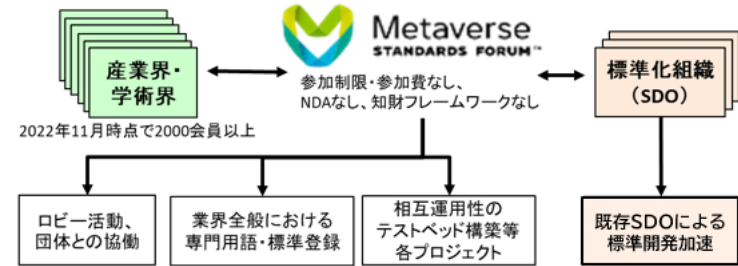 産業界・
学術界
2022年11月時点で2000会員以上
Metaverse
STANDARDS FORUM™
参加制限・参加費なし、
NDAなし、知財フレームワークなし
標準化組織
（SDO）
ロビー活動、
団体との協働
業界全般における
専門用語・標準登録
相互運用性の
テストベッド構築等
各プロジェクト
既存SDOによる
標準開発加速